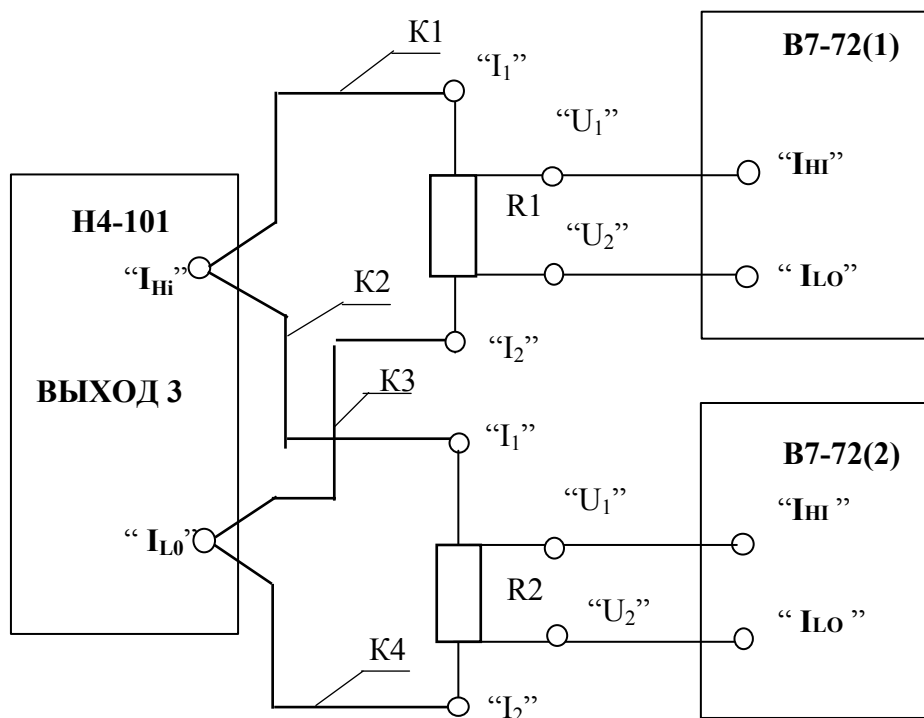 К1
“I₁”
В7-72(1)
“U₁”
“IHI”
Н4-101
R1
“U₂”
“IHi”
К2
“ ILO”
“I₂”
ВЫХОД 3
К3
“I₁”
В7-72(2)
“U₁”
“IHI ”
“ IL0”
R2
“U₂”
“ ILO ”
К4
“I₂”